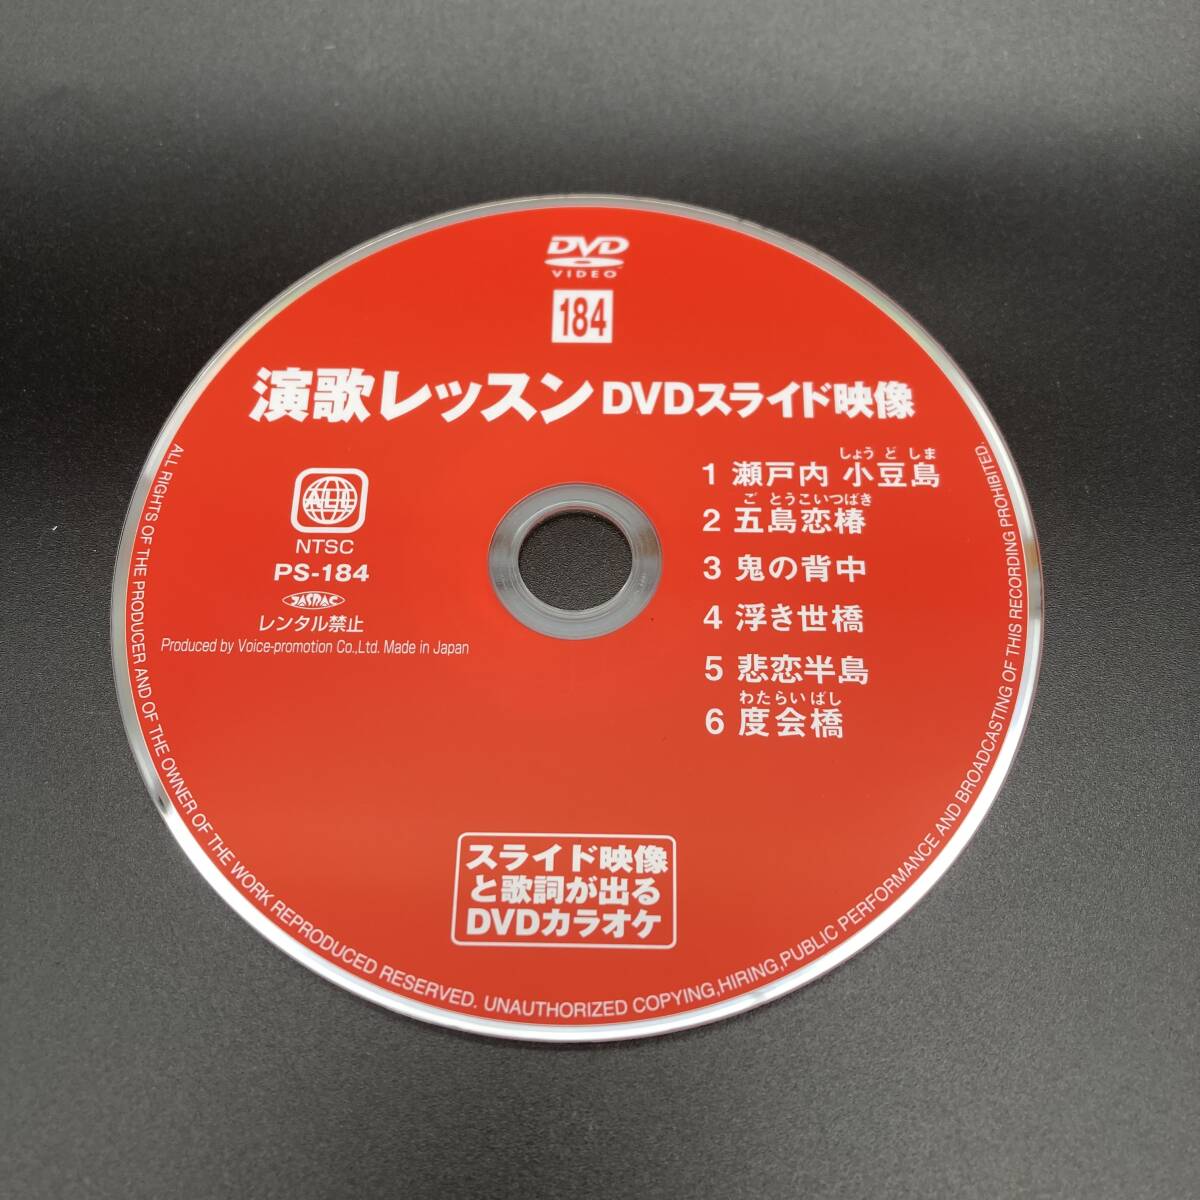 DVD
VIDEO™
184
演歌レッスン DVDスライド映像
ALL
NTSC
PS-184
JASRAC
レンタル禁止
Produced by Voice-promotion Co.,Ltd. Made in Japan
しょうどしま
1 瀬戸内 小豆島
ごとうこいつばき
2 五島恋椿
3 鬼の背中
4 浮き世橋
5 悲恋半島
わたらいばし
6 度会橋
スライド映像
と歌詞が出る
DVDカラオケ
ALL RIGHTS OF THE PRODUCER AND OF THE OWNER OF THE WORK REPRODUCED RESERVED. UNAUTHORIZED COPYING,HIRING,PUBLIC PERFORMANCE AND BROADCASTING OF THIS RECORDING PROHIBITED.